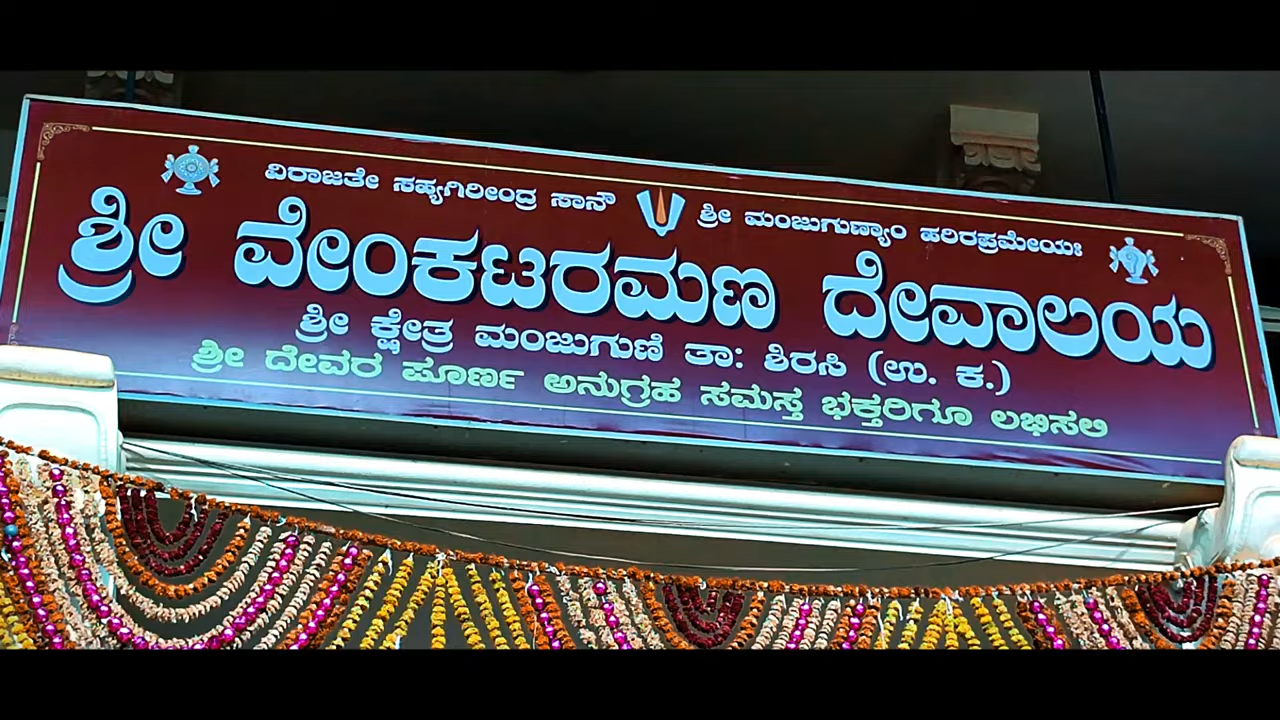 ವಿರಾಜತೇ ಸಹ್ಯಗಿರೀಂದ್ರ ಸಾನೌ ಶ್ರೀ ಮಂಜುಗುಣ್ಯಾಂ ಹರಿರಪ್ರಮೇಯಃ
ಶ್ರೀ ವೇಂಕಟರಮಣ ದೇವಾಲಯ
ಶ್ರೀ ಕ್ಷೇತ್ರ ಮಂಜುಗುಣಿ ತಾ: ಶಿರಸಿ (ಉ. ಕ.)
ಶ್ರೀ ದೇವರ ಪೂರ್ಣ ಅನುಗ್ರಹ ಸಮಸ್ತ ಭಕ್ತರಿಗೂ ಲಭಿಸಲಿ